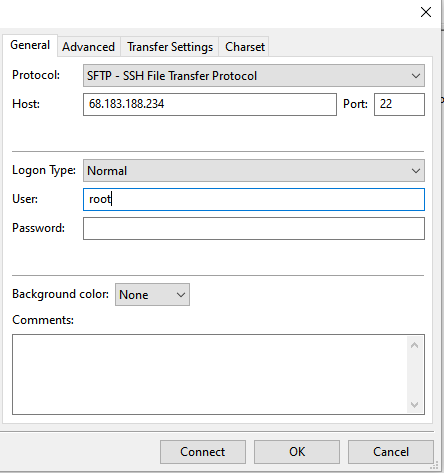 General Advanced Transfer Settings Charset
Protocol: SFTP - SSH File Transfer Protocol
Host: 68.183.188.234 Port: 22
Logon Type: Normal
User: root
Password:
Background color: None
Comments:
Connect OK Cancel